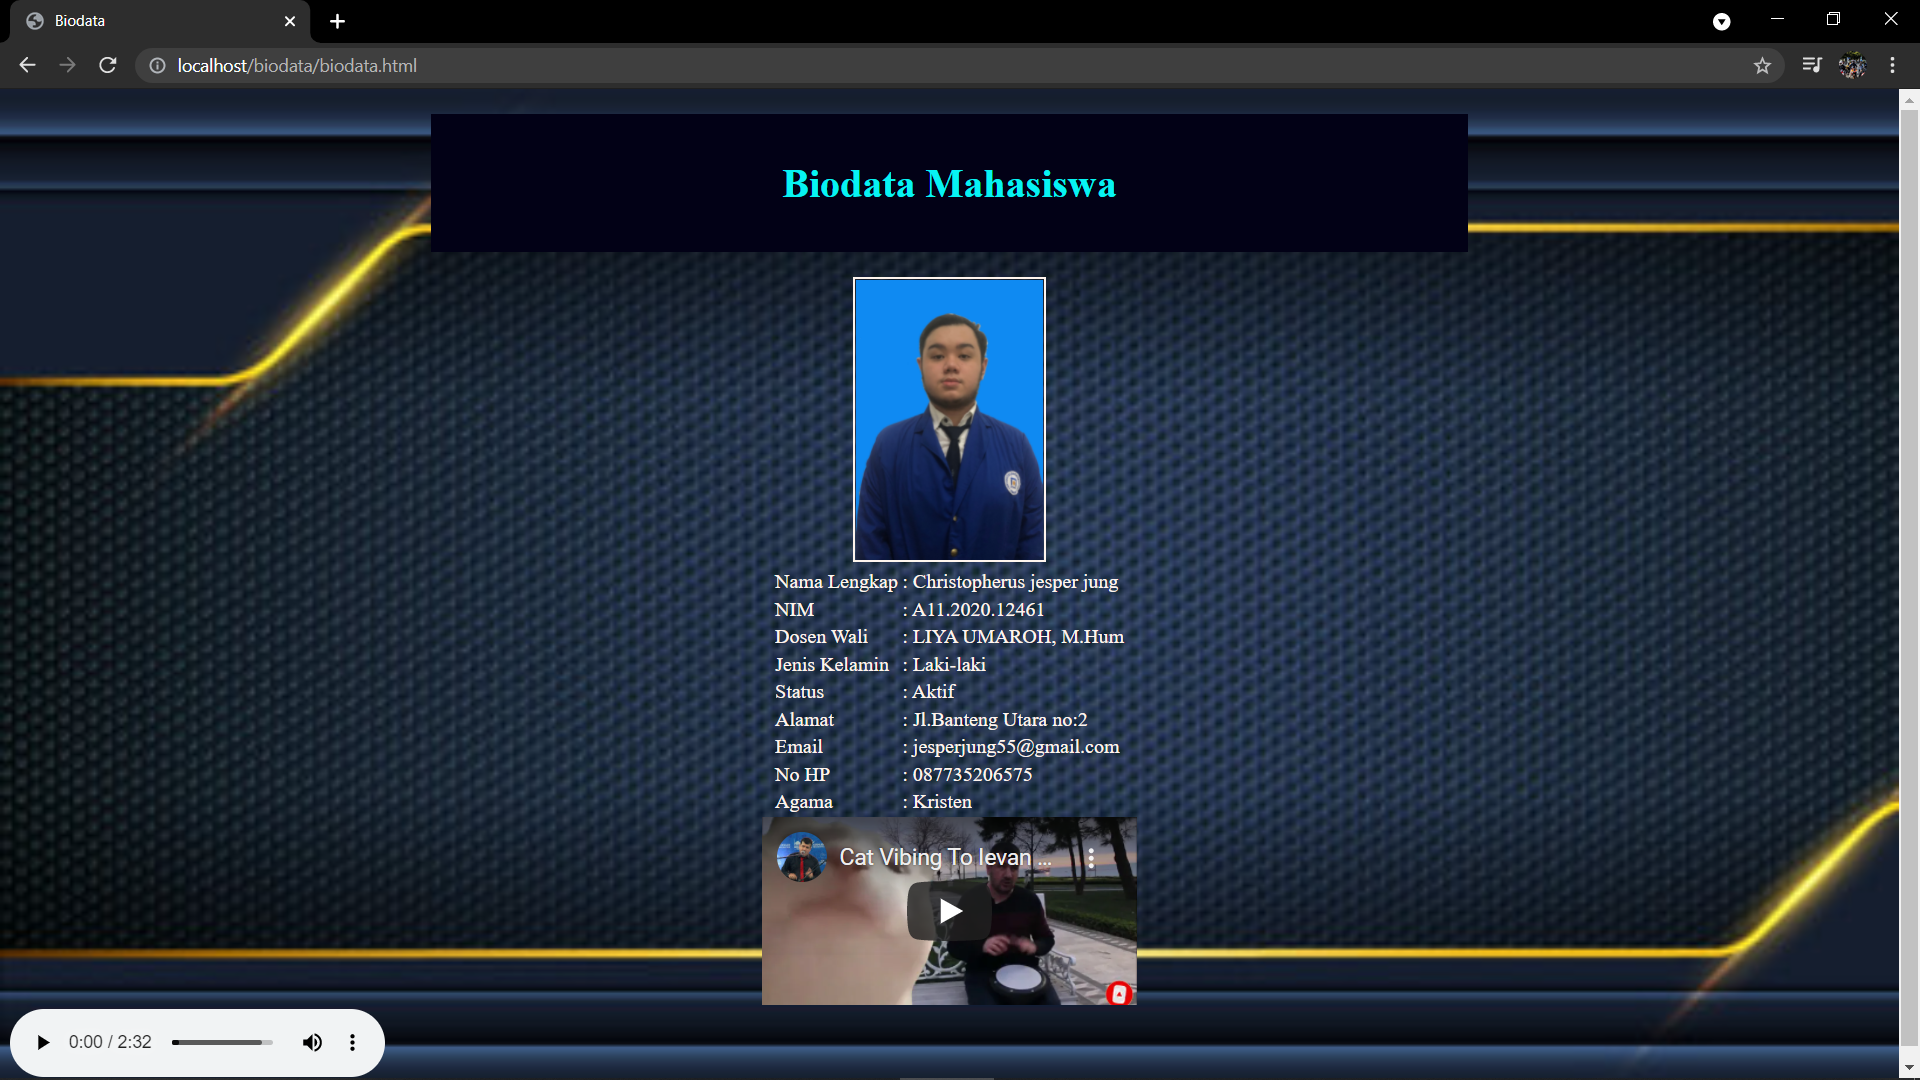 Biodata
localhost/biodata/biodata.html
Biodata Mahasiswa
Nama Lengkap : Christopherus jesper jung
NIM : A11.2020.12461
Dosen Wali : LIYA UMAROH, M.Hum
Jenis Kelamin : Laki-laki
Status : Aktif
Alamat : Jl.Banteng Utara no:2
Email : jesperjung55@gmail.com
No HP : 087735206575
Agama : Kristen
Cat Vibing To Ievan ...
0:00 / 2:32